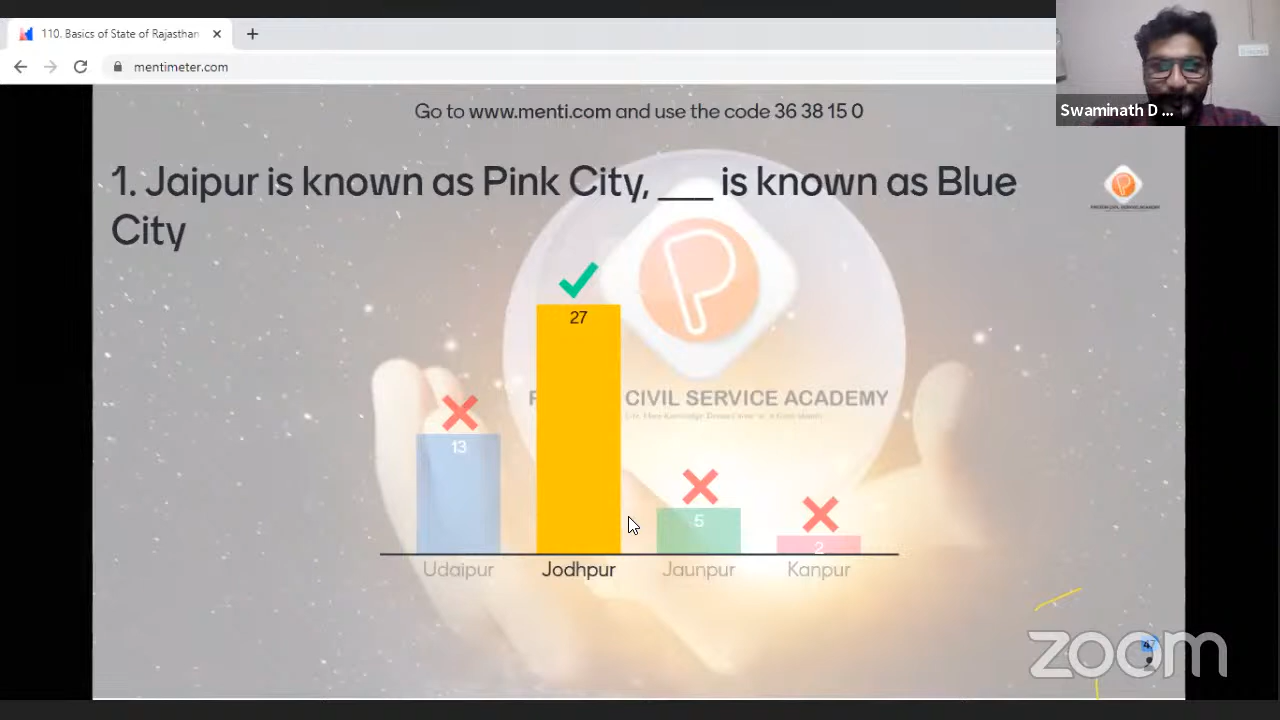 110. Basics of State of Rajasthan
mentimeter.com
Go to www.menti.com and use the code 36 38 15 0
Swaminath D ...
1. Jaipur is known as Pink City, ___ is known as Blue
City
27
CIVIL SERVICE ACADEMY
13
5
2
Udaipur Jodhpur Jaunpur Kanpur
zoom
47